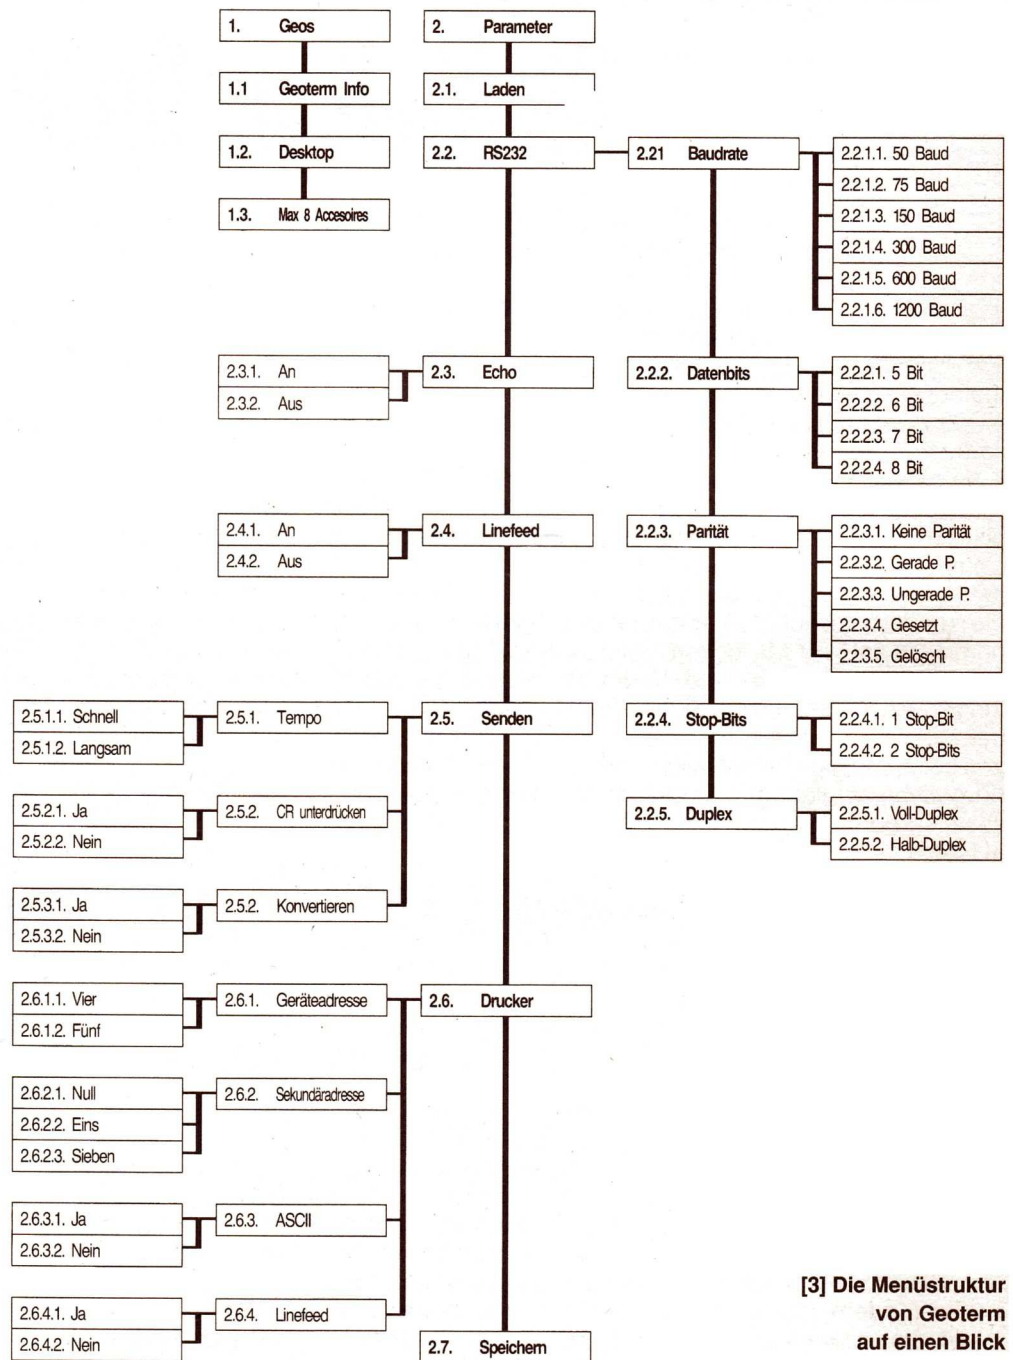 1. Geos
1.1 Geoterm Info
1.2. Desktop
1.3. Max 8 Accesoires
2. Parameter
2.1. Laden
2.2. RS232
2.21 Baudrate
2.2.1.1. 50 Baud
2.2.1.2. 75 Baud
2.2.1.3. 150 Baud
2.2.1.4. 300 Baud
2.2.1.5. 600 Baud
2.2.1.6. 1200 Baud
2.2.2. Datenbits
2.2.2.1. 5 Bit
2.2.2.2. 6 Bit
2.2.2.3. 7 Bit
2.2.2.4. 8 Bit
2.2.3. Parität
2.2.3.1. Keine Parität
2.2.3.2. Gerade P.
2.2.3.3. Ungerade P.
2.2.3.4. Gesetzt
2.2.3.5. Gelöscht
2.2.4. Stop-Bits
2.2.4.1. 1 Stop-Bit
2.2.4.2. 2 Stop-Bits
2.2.5. Duplex
2.2.5.1. Voll-Duplex
2.2.5.2. Halb-Duplex
2.3. Echo
2.3.1. An
2.3.2. Aus
2.4. Linefeed
2.4.1. An
2.4.2. Aus
2.5. Senden
2.5.1. Tempo
2.5.1.1. Schnell
2.5.1.2. Langsam
2.5.2. CR unterdrücken
2.5.2.1. Ja
2.5.2.2. Nein
2.5.2. Konvertieren
2.5.3.1. Ja
2.5.3.2. Nein
2.6. Drucker
2.6.1. Geräteadresse
2.6.1.1. Vier
2.6.1.2. Fünf
2.6.2. Sekundäradresse
2.6.2.1. Null
2.6.2.2. Eins
2.6.2.3. Sieben
2.6.3. ASCII
2.6.3.1. Ja
2.6.3.2. Nein
2.6.4. Linefeed
2.6.4.1. Ja
2.6.4.2. Nein
2.7. Speichern
[3] Die Menüstruktur
von Geoterm
auf einen Blick